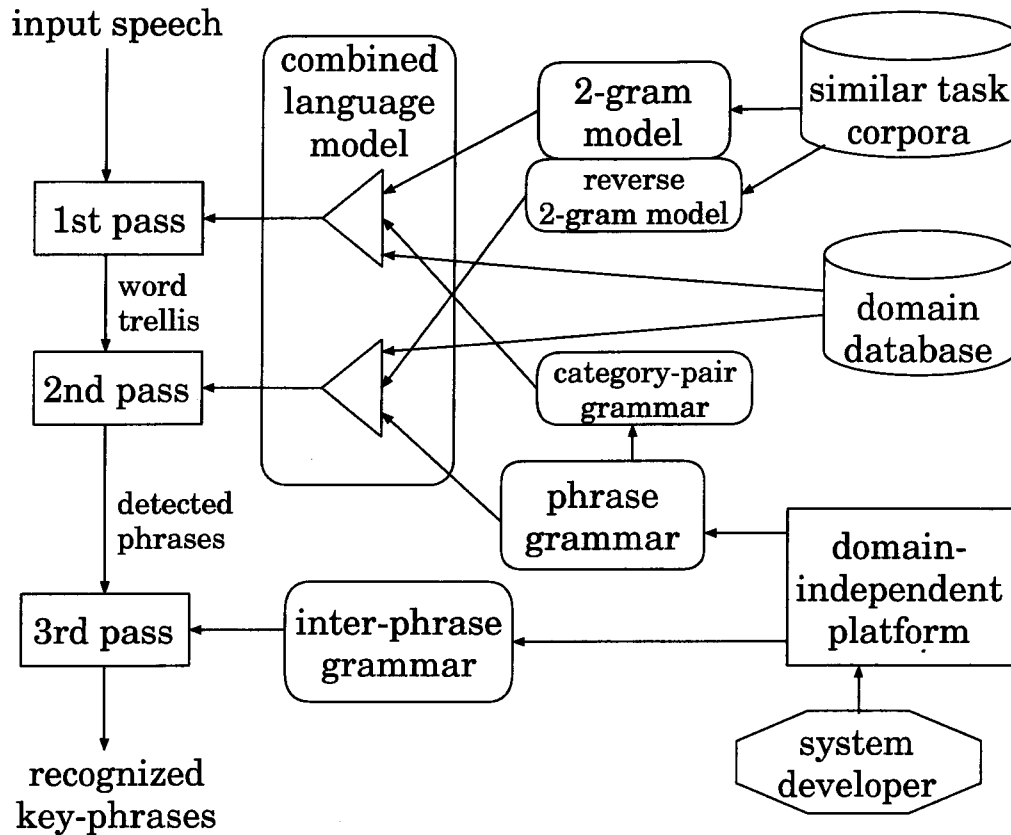 input speech
combined
language
model
2-gram
model
similar task
corpora
reverse
2-gram model
1st pass
word
trellis
domain
database
2nd pass
category-pair
grammar
detected
phrases
phrase
grammar
domain-
independent
platform
3rd pass
inter-phrase
grammar
system
developer
recognized
key-phrases